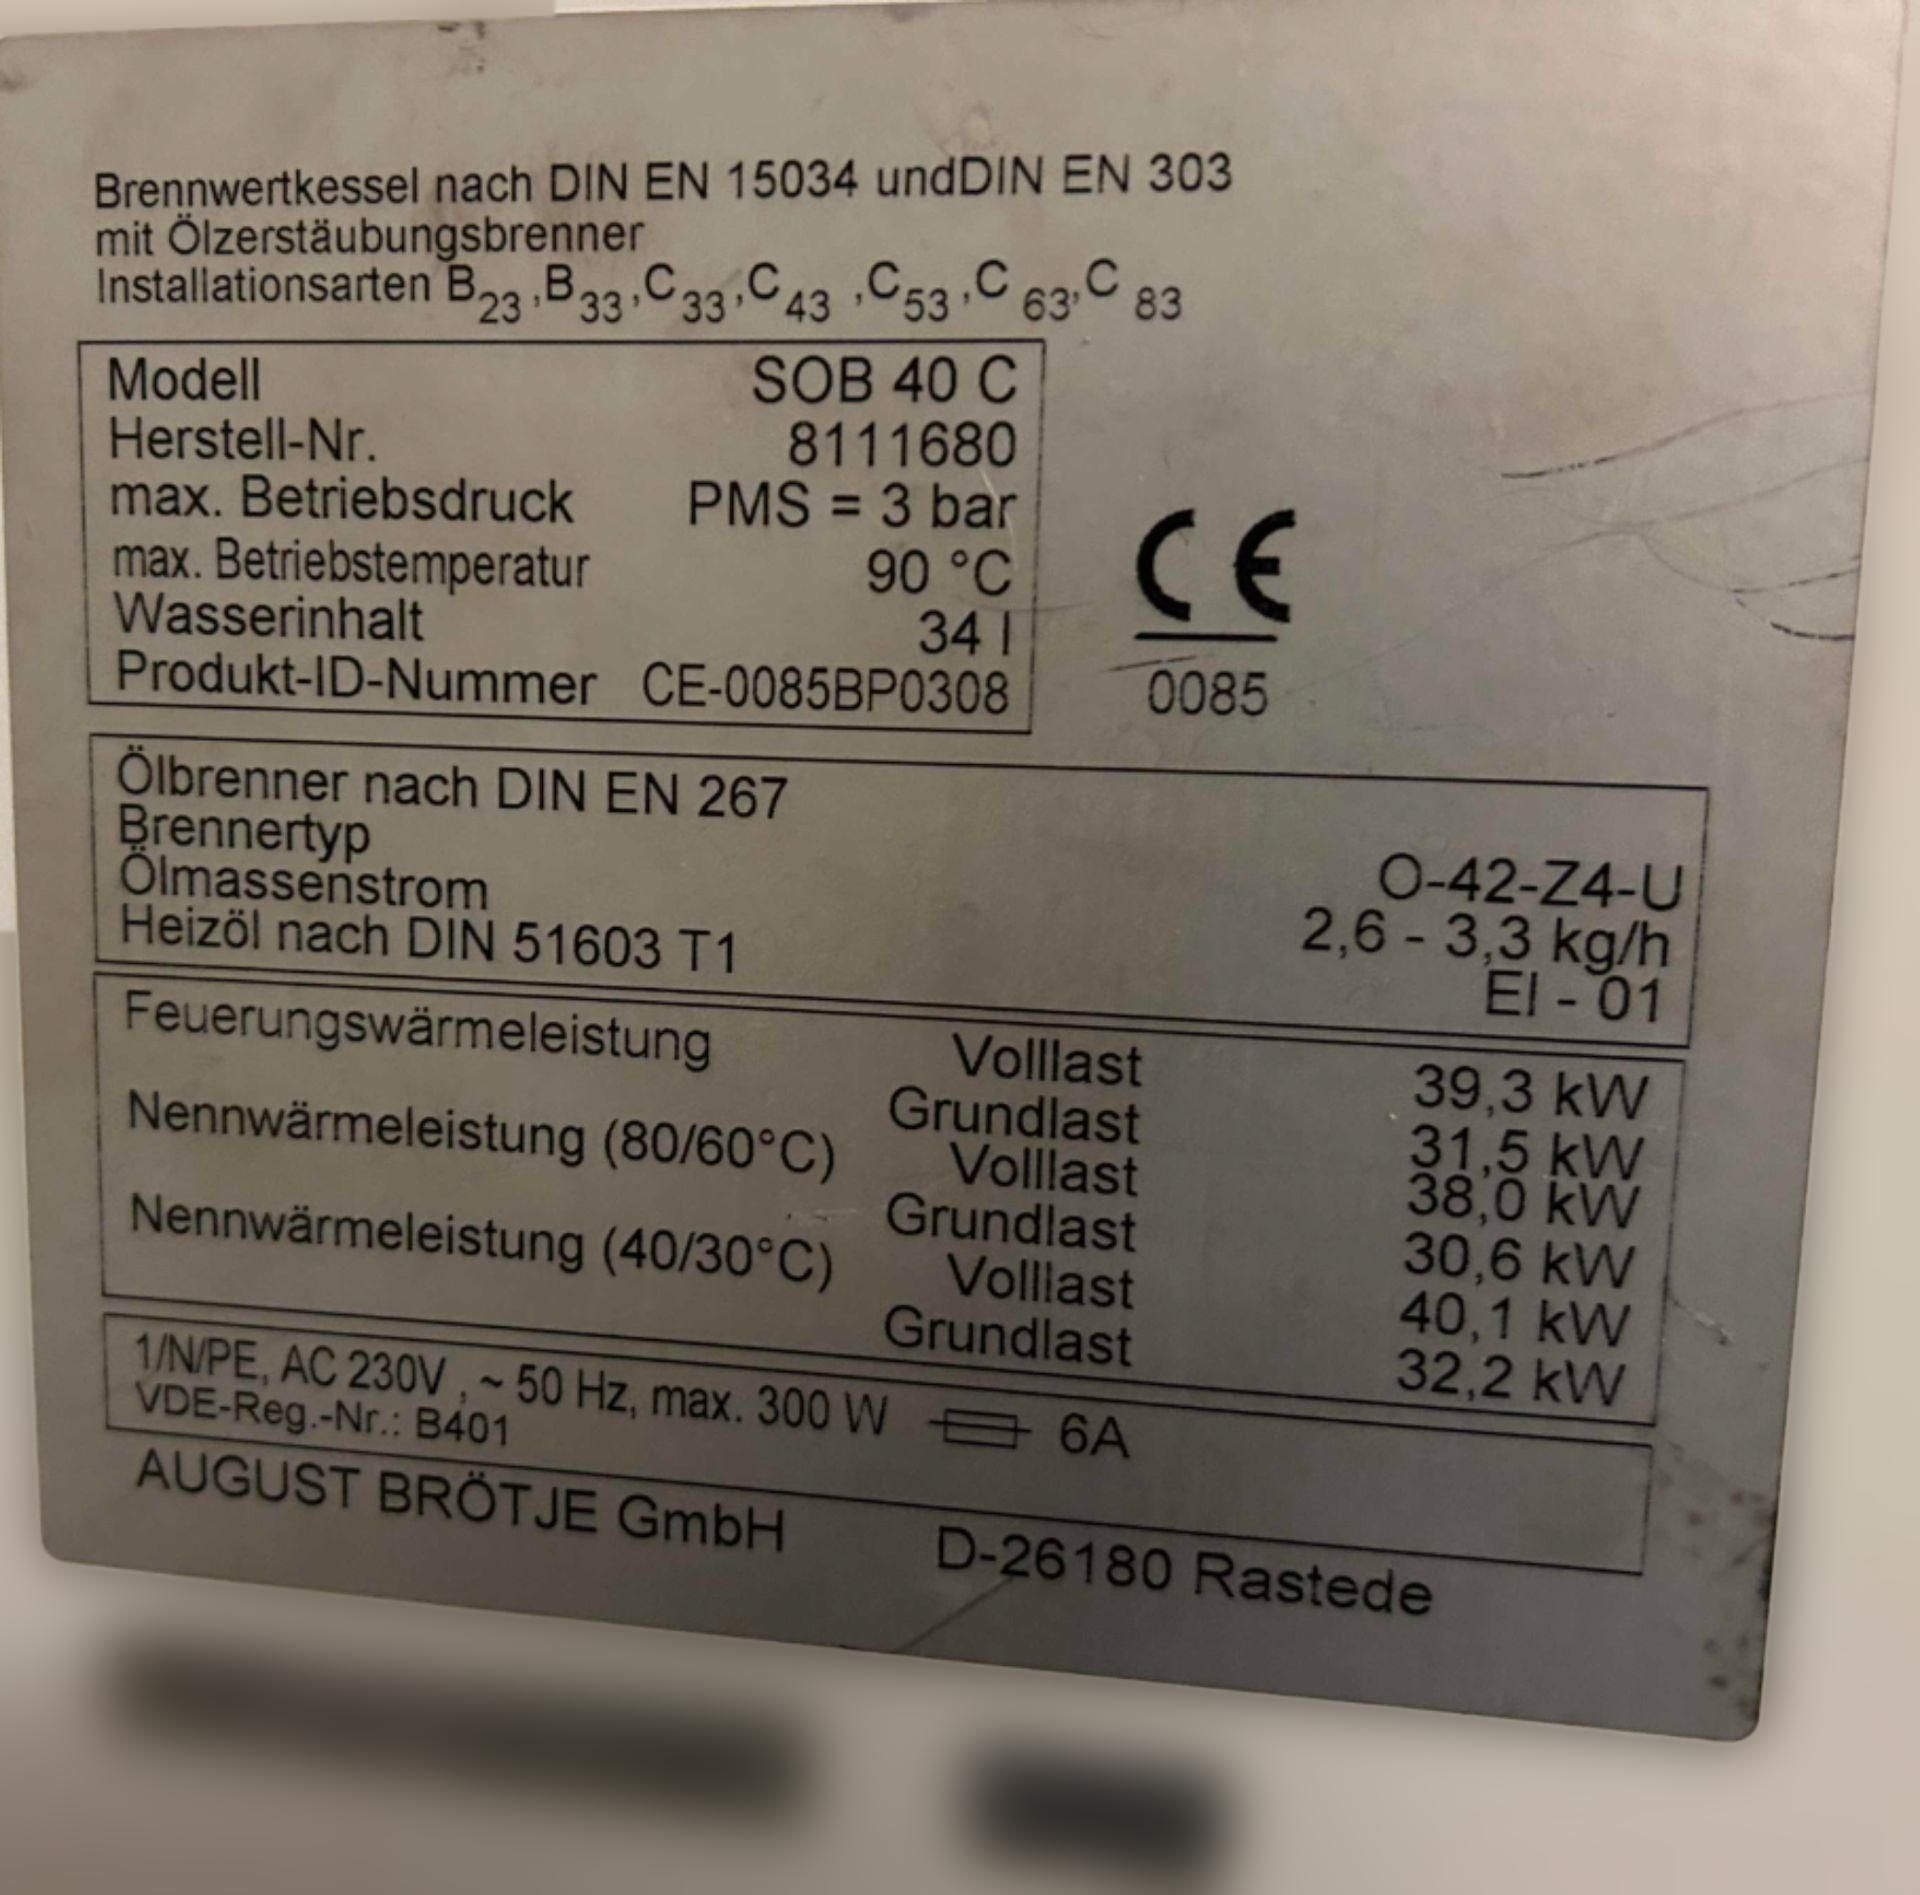 Brennwertkessel nach DIN EN 15034 undDIN EN 303
mit Ölzerstäubungsbrenner
Installationsarten B23,B33,C33,C43,C53,C63,C83
Modell SOB 40 C
Herstell-Nr. 8111680
max. Betriebsdruck PMS = 3 bar
max. Betriebstemperatur 90 °C
Wasserinhalt 34 l
Produkt-ID-Nummer CE-0085BP0308
CE
0085
Ölbrenner nach DIN EN 267
Brennertyp O-42-Z4-U
Ölmassenstrom 2,6 - 3,3 kg/h
Heizöl nach DIN 51603 T1 El - 01
Feuerungswärmeleistung Volllast 39,3 kW
Grundlast 31,5 kW
Nennwärmeleistung (80/60°C) Volllast 38,0 kW
Grundlast 30,6 kW
Nennwärmeleistung (40/30°C) Volllast 40,1 kW
Grundlast 32,2 kW
1/N/PE, AC 230V , ~ 50 Hz, max. 300 W 6A
VDE-Reg.-Nr.: B401
AUGUST BRÖTJE GmbH D-26180 Rastede